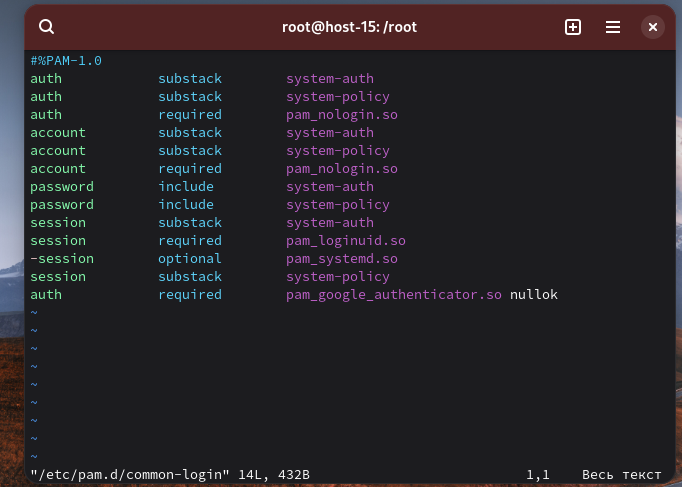 root@host-15: /root
#%PAM-1.0
auth substack system-auth
auth substack system-policy
auth required pam_nologin.so
account substack system-auth
account substack system-policy
account required pam_nologin.so
password include system-auth
password include system-policy
session substack system-auth
session required pam_loginuid.so
-session optional pam_systemd.so
session substack system-policy
auth required pam_google_authenticator.so nullok
~
~
~
~
~
~
~
~
~
"/etc/pam.d/common-login" 14L, 432B 1,1 Весь текст